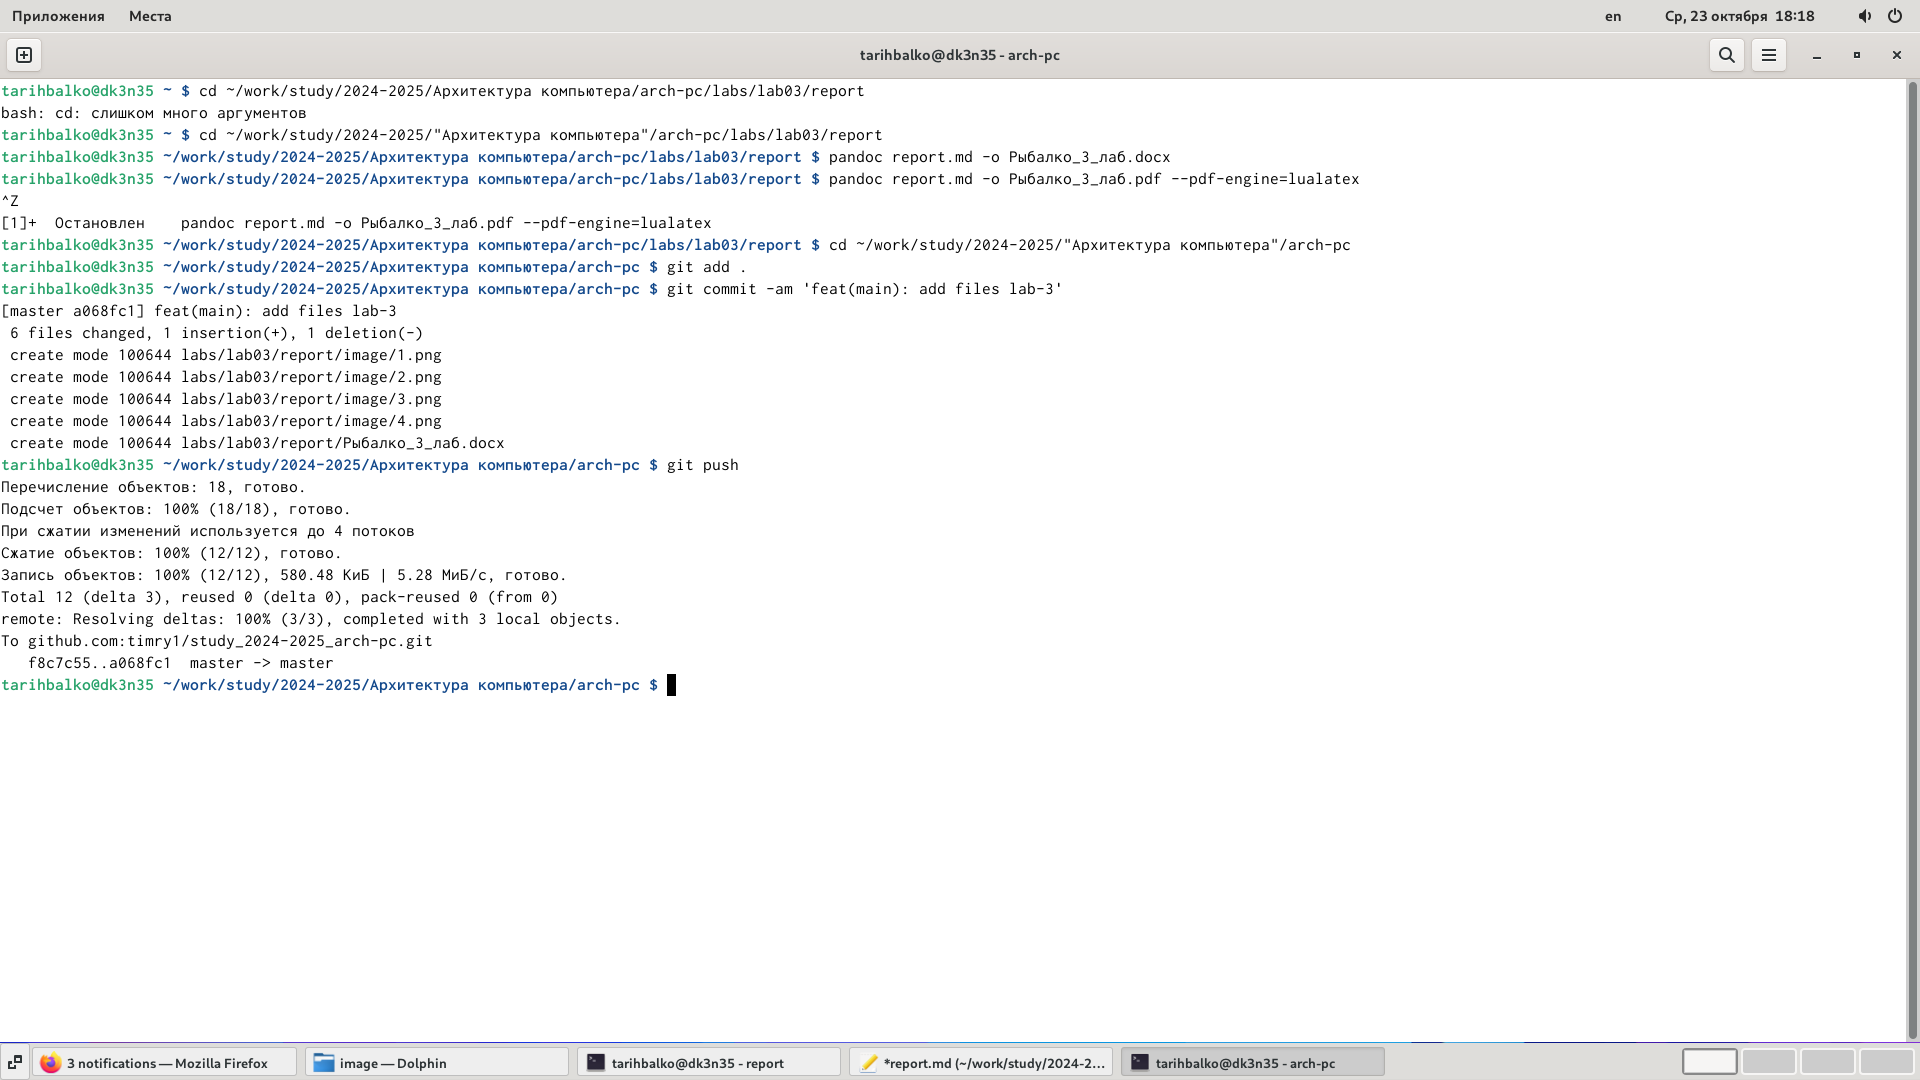 Приложения Места en Ср, 23 октября 18:18
tarihbalko@dk3n35 - arch-pc
tarihbalko@dk3n35 ~ $ cd ~/work/study/2024-2025/Архитектура компьютера/arch-pc/labs/lab03/report
bash: cd: слишком много аргументов
tarihbalko@dk3n35 ~ $ cd ~/work/study/2024-2025/"Архитектура компьютера"/arch-pc/labs/lab03/report
tarihbalko@dk3n35 ~/work/study/2024-2025/Архитектура компьютера/arch-pc/labs/lab03/report $ pandoc report.md -o Рыбалко_3_лаб.docx
tarihbalko@dk3n35 ~/work/study/2024-2025/Архитектура компьютера/arch-pc/labs/lab03/report $ pandoc report.md -o Рыбалко_3_лаб.pdf --pdf-engine=lualatex
^Z
[1]+  Остановлен    pandoc report.md -o Рыбалко_3_лаб.pdf --pdf-engine=lualatex
tarihbalko@dk3n35 ~/work/study/2024-2025/Архитектура компьютера/arch-pc/labs/lab03/report $ cd ~/work/study/2024-2025/"Архитектура компьютера"/arch-pc
tarihbalko@dk3n35 ~/work/study/2024-2025/Архитектура компьютера/arch-pc $ git add .
tarihbalko@dk3n35 ~/work/study/2024-2025/Архитектура компьютера/arch-pc $ git commit -am 'feat(main): add files lab-3'
[master a068fc1] feat(main): add files lab-3
 6 files changed, 1 insertion(+), 1 deletion(-)
 create mode 100644 labs/lab03/report/image/1.png
 create mode 100644 labs/lab03/report/image/2.png
 create mode 100644 labs/lab03/report/image/3.png
 create mode 100644 labs/lab03/report/image/4.png
 create mode 100644 labs/lab03/report/Рыбалко_3_лаб.docx
tarihbalko@dk3n35 ~/work/study/2024-2025/Архитектура компьютера/arch-pc $ git push
Перечисление объектов: 18, готово.
Подсчет объектов: 100% (18/18), готово.
При сжатии изменений используется до 4 потоков
Сжатие объектов: 100% (12/12), готово.
Запись объектов: 100% (12/12), 580.48 КиБ | 5.28 МиБ/с, готово.
Total 12 (delta 3), reused 0 (delta 0), pack-reused 0 (from 0)
remote: Resolving deltas: 100% (3/3), completed with 3 local objects.
To github.com:timry1/study_2024-2025_arch-pc.git
   f8c7c55..a068fc1  master -> master
tarihbalko@dk3n35 ~/work/study/2024-2025/Архитектура компьютера/arch-pc $
3 notifications — Mozilla Firefox image — Dolphin tarihbalko@dk3n35 - report *report.md (~/work/study/2024-2... tarihbalko@dk3n35 - arch-pc